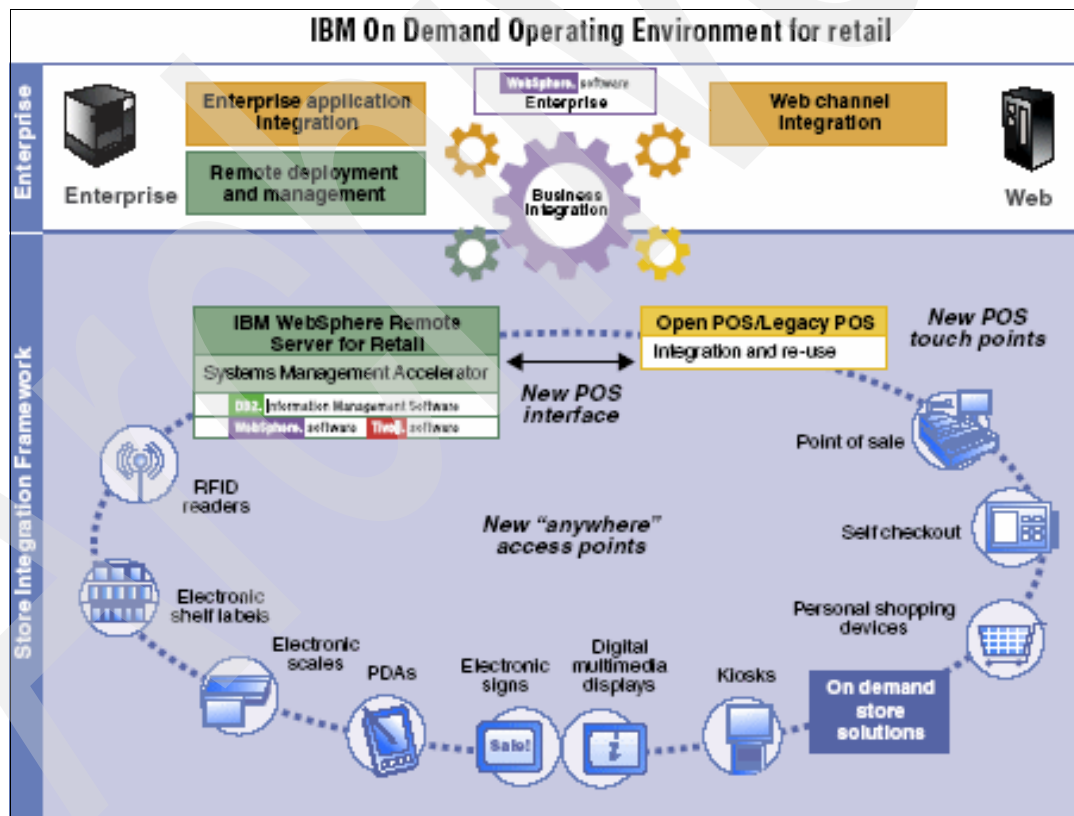 IBM On Demand Operating Environment for retail
Enterprise
Enterprise
Enterprise application
Integration
Remote deployment
and management
WebSphere. software
Enterprise
Business
Integration
Web channel
Integration
Web
Store Integration Framework
IBM WebSphere Remote
Server for Retail
Systems Management Accelerator
DB2. Information Management Software
WebSphere. software Tivoli. software
New POS
interface
Open POS/Legacy POS
Integration and re-use
New POS
touch points
Point of sale
Self checkout
Personal shopping
devices
On demand
store
solutions
RFID
readers
New “anywhere”
access points
Electronic
shelf labels
Electronic
scales
PDAs
Electronic
signs
Sale!
Digital
multimedia
displays
i
Kiosks